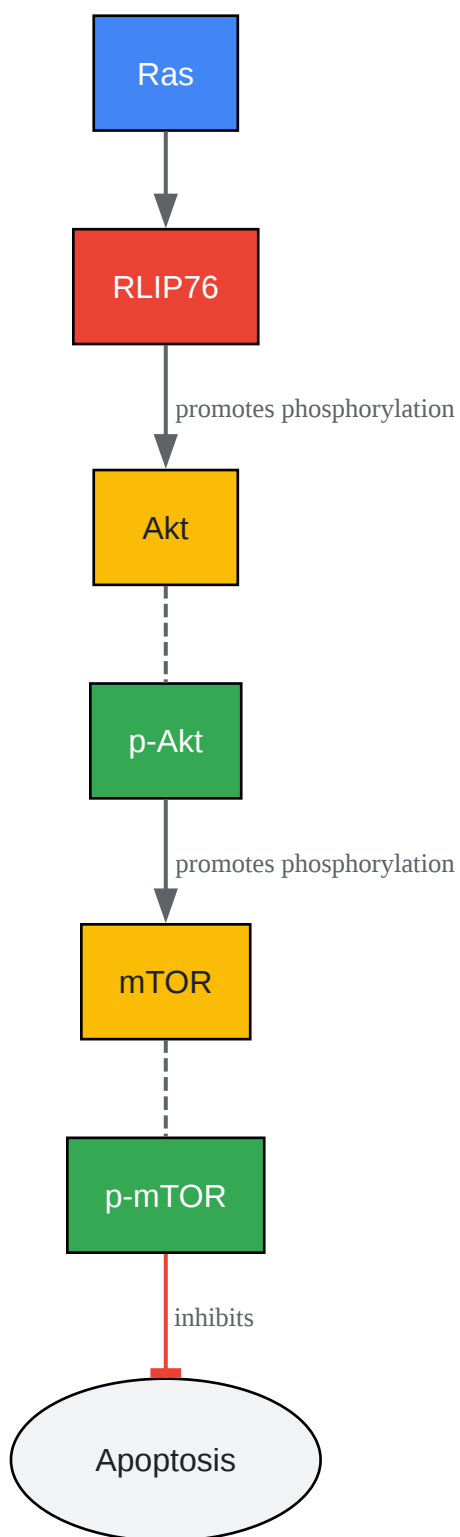 Ras
RLIP76
promotes phosphorylation
Akt
p-Akt
promotes phosphorylation
mTOR
p-mTOR
inhibits
Apoptosis